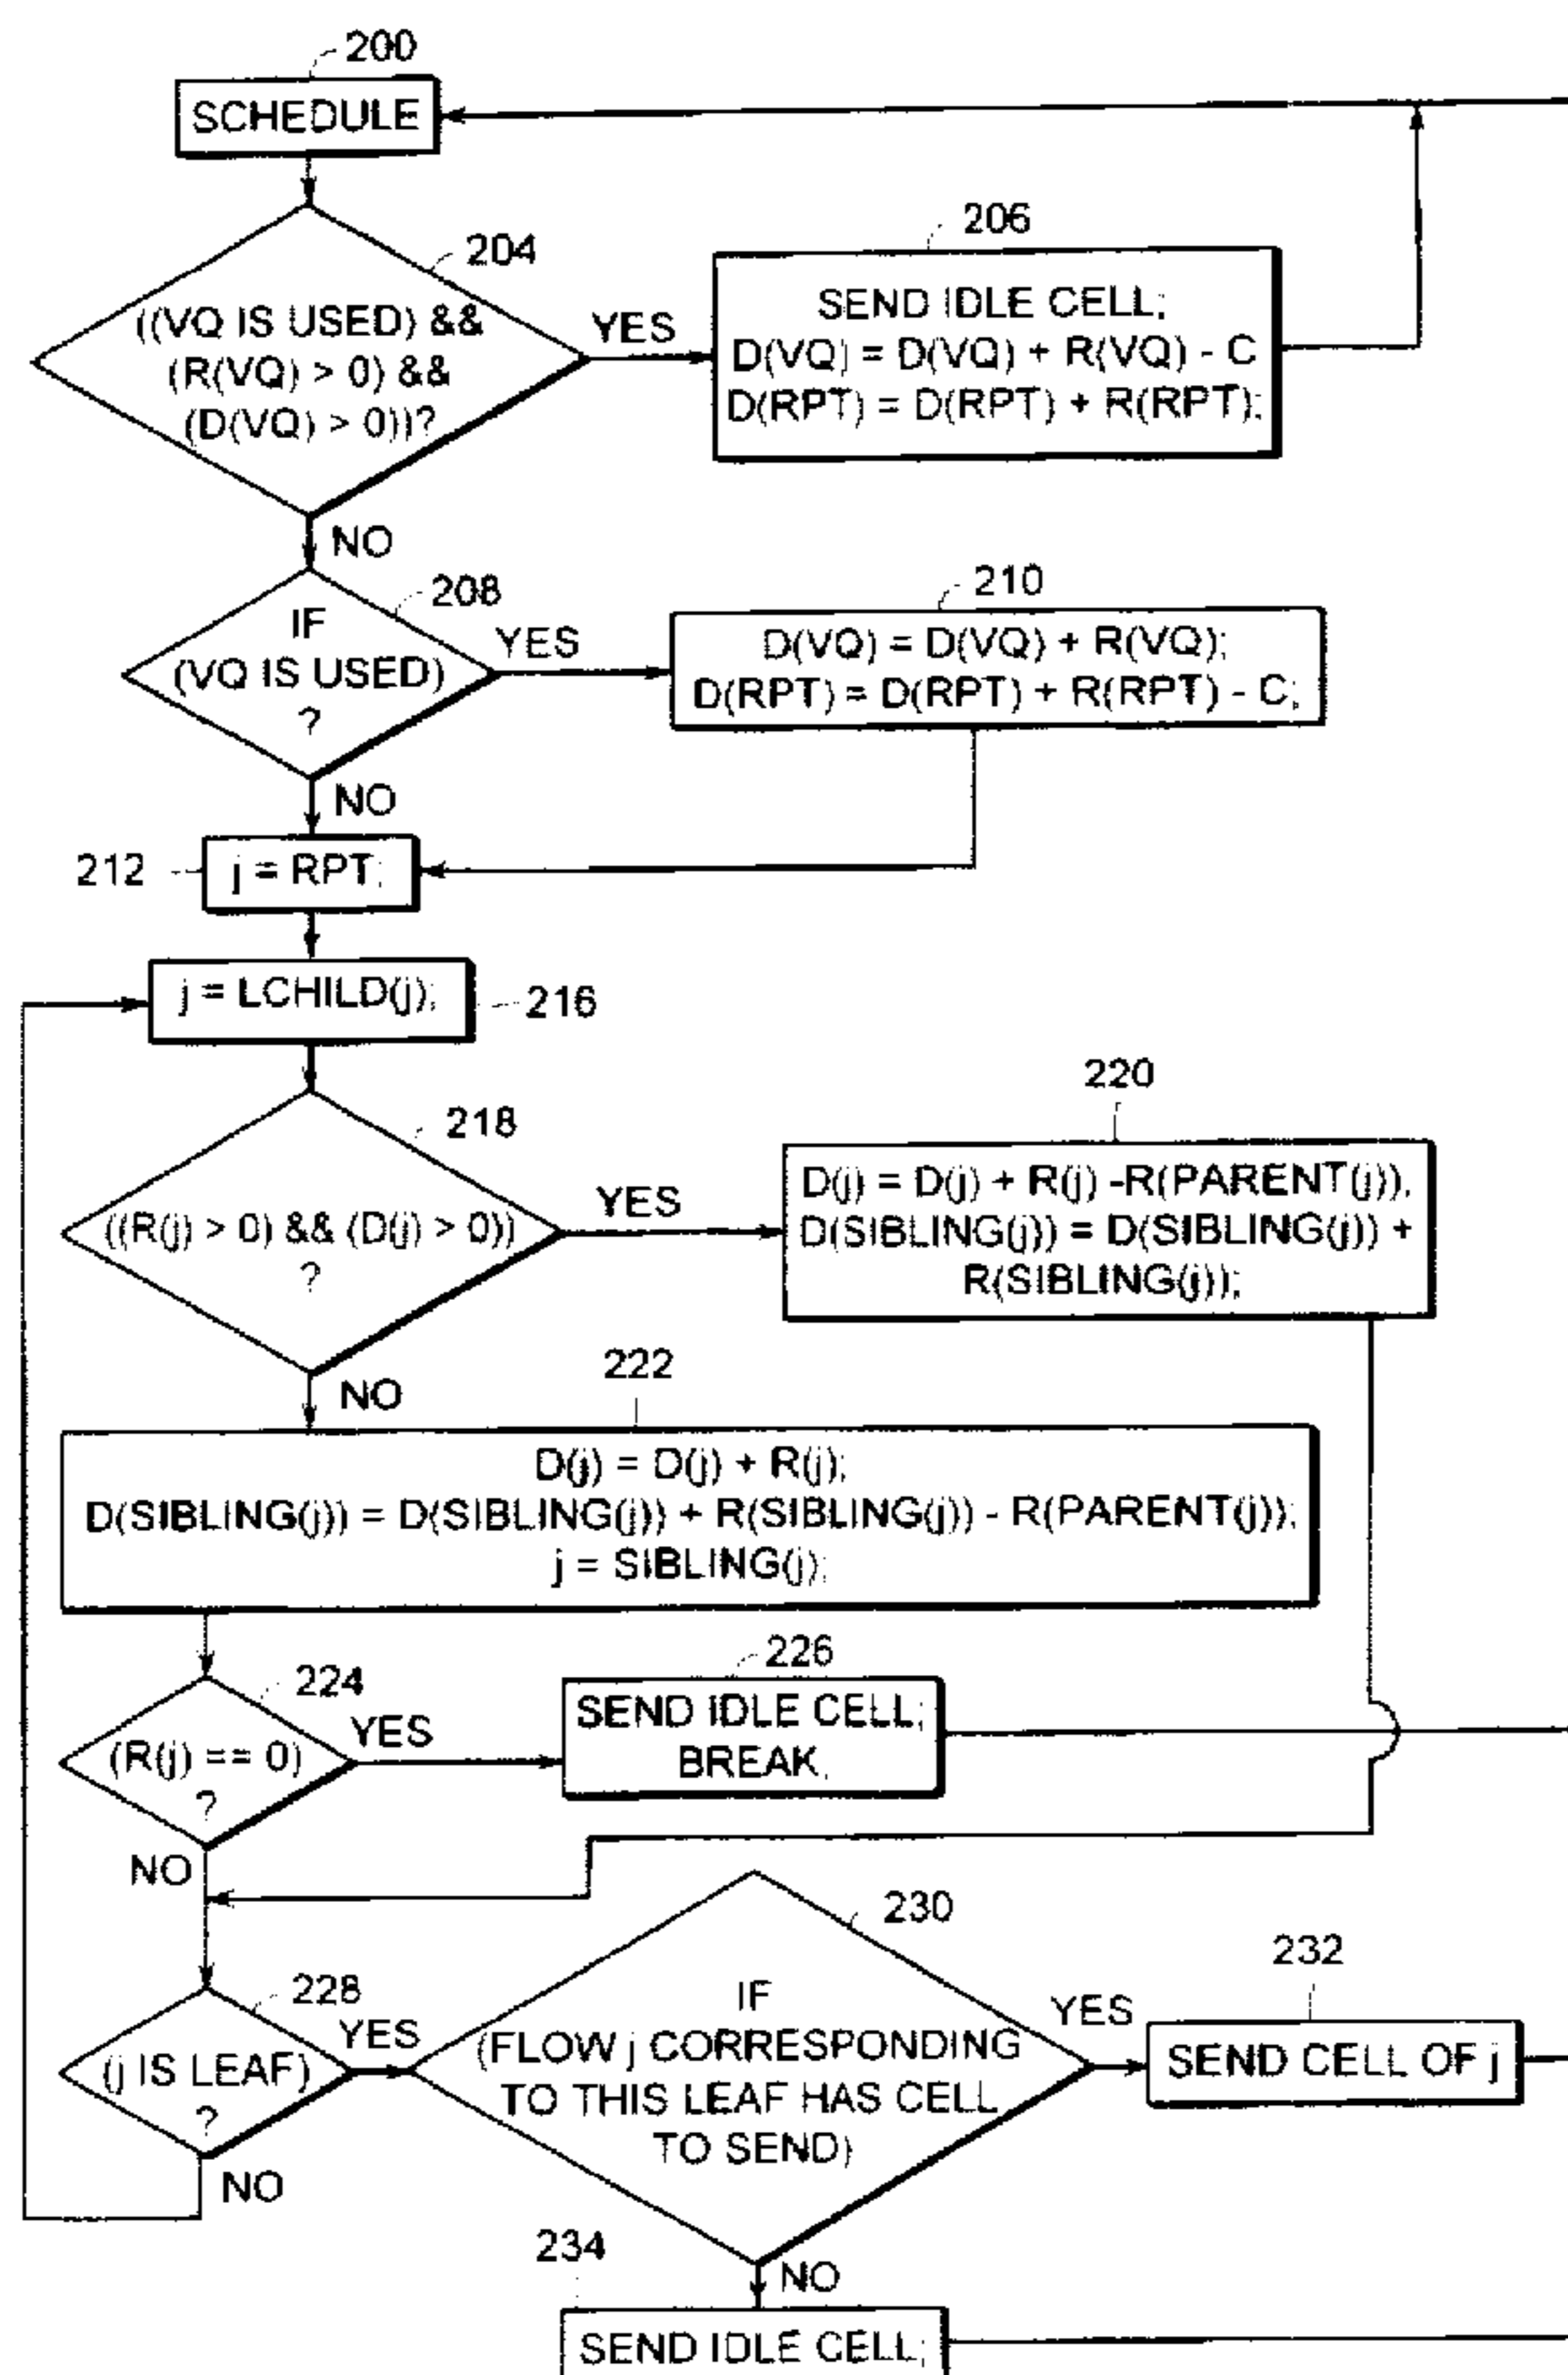 200
SCHEDULE
204
((VQ IS USED) &&
(R(VQ) > 0) &&
(D(VQ) > 0))?
YES
206
SEND IDLE CELL;
D(VQ) = D(VQ) + R(VQ) - C
D(RPT) = D(RPT) + R(RPT);
NO
208
IF
(VQ IS USED)
?
YES
210
D(VQ) = D(VQ) + R(VQ);
D(RPT) = D(RPT) + R(RPT) - C;
NO
212
j = RPT;
j = LCHILD(j);
216
218
((R(j) > 0) && (D(j) > 0))
?
YES
220
D(j) = D(j) + R(j) -R(PARENT(j)),
D(SIBLING(j)) = D(SIBLING(j)) +
R(SIBLING(j));
NO
222
D(j) = D(j) + R(j);
D(SIBLING(j)) = D(SIBLING(j)) + R(SIBLING(j)) - R(PARENT(j));
j = SIBLING(j);
224
(R(j) == 0)
?
YES
226
SEND IDLE CELL;
BREAK;
NO
228
(j IS LEAF)
?
YES
230
IF
(FLOW j CORRESPONDING
TO THIS LEAF HAS CELL
TO SEND)
YES
232
SEND CELL OF j
NO
234
NO
SEND IDLE CELL;